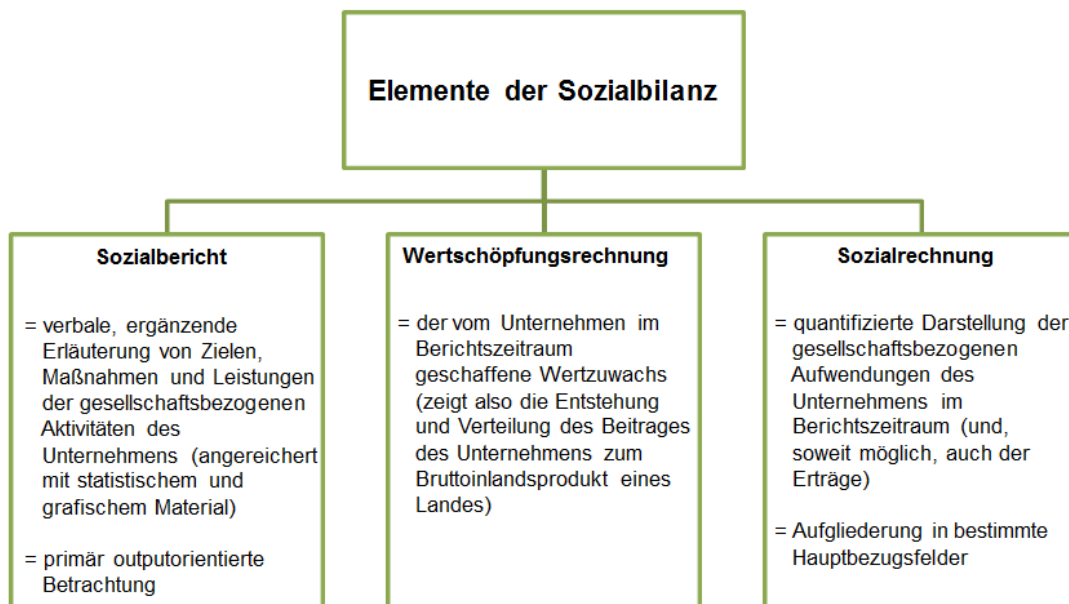 Elemente der Sozialbilanz
Sozialbericht
= verbale, ergänzende
Erläuterung von Zielen,
Maßnahmen und Leistungen
der gesellschaftsbezogenen
Aktivitäten des
Unternehmens (angereichert
mit statistischem und
grafischem Material)
= primär outputorientierte
Betrachtung
Wertschöpfungsrechnung
= der vom Unternehmen im
Berichtszeitraum
geschaffene Wertzuwachs
(zeigt also die Entstehung
und Verteilung des Beitrages
des Unternehmens zum
Bruttoinlandsprodukt eines
Landes)
Sozialrechnung
= quantifizierte Darstellung der
gesellschaftsbezogenen
Aufwendungen des
Unternehmens im
Berichtszeitraum (und,
soweit möglich, auch der
Erträge)
= Aufgliederung in bestimmte
Hauptbezugsfelder